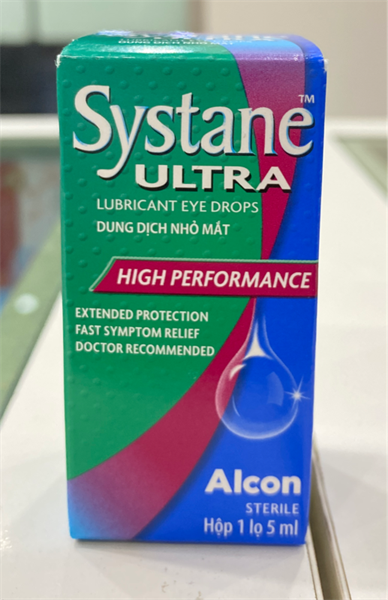 Systane™
ULTRA
LUBRICANT EYE DROPS
DUNG DỊCH NHỎ MẮT
HIGH PERFORMANCE
EXTENDED PROTECTION
FAST SYMPTOM RELIEF
DOCTOR RECOMMENDED
Alcon
STERILE
Hộp 1 lọ 5 ml